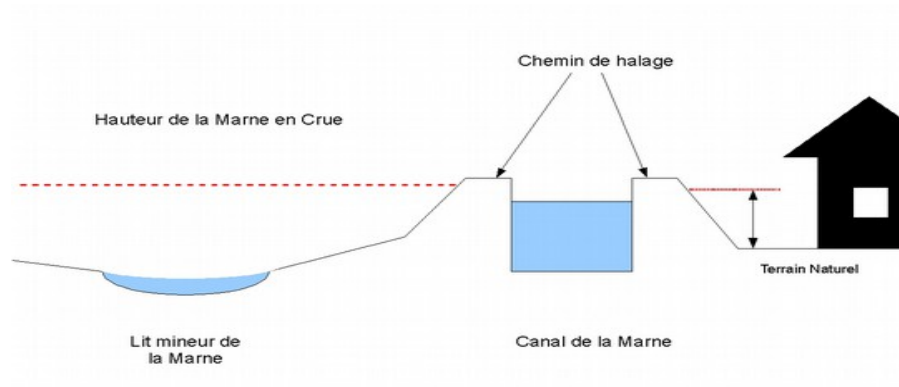 Chemin de halage
Hauteur de la Marne en Crue
Terrain Naturel
Lit mineur de
la Marne
Canal de la Marne